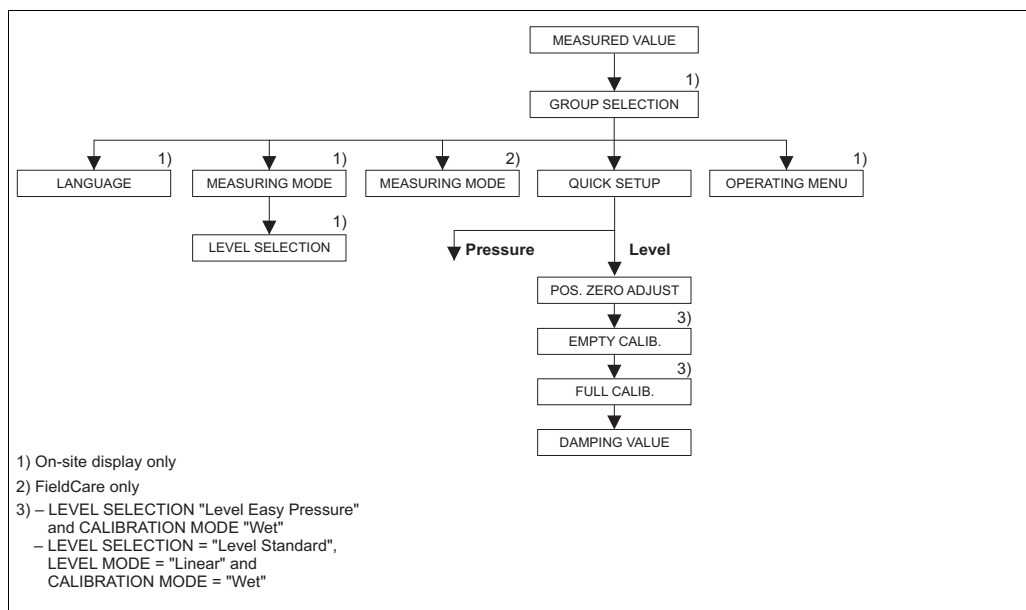 MEASURED VALUE
1)
GROUP SELECTION
1)
1)
2)
1)
LANGUAGE
MEASURING MODE
MEASURING MODE
QUICK SETUP
OPERATING MENU
1)
LEVEL SELECTION
Pressure
Level
POS. ZERO ADJUST
3)
EMPTY CALIB.
3)
FULL CALIB.
DAMPING VALUE
1) On-site display only
2) FieldCare only
3) – LEVEL SELECTION "Level Easy Pressure"
and CALIBRATION MODE "Wet"
– LEVEL SELECTION = "Level Standard",
LEVEL MODE = "Linear" and
CALIBRATION MODE = "Wet"